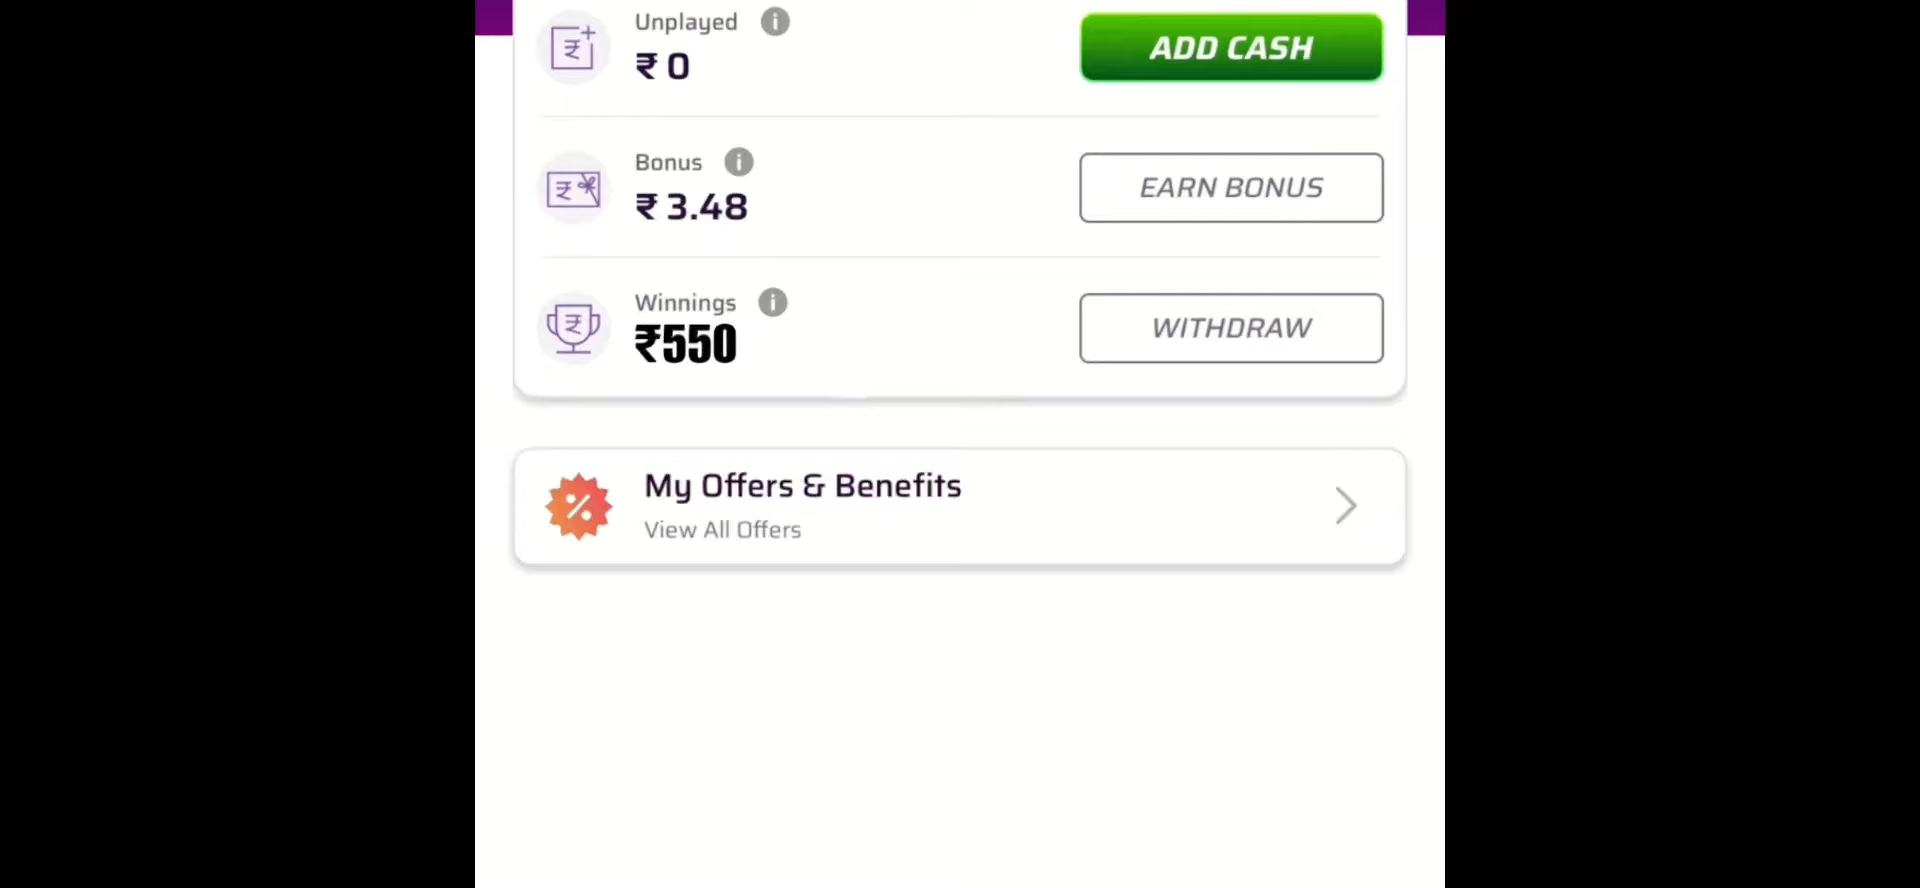 Unplayed
₹ 0
ADD CASH
Bonus
₹ 3.48
EARN BONUS
Winnings
₹550
WITHDRAW
My Offers & Benefits
View All Offers